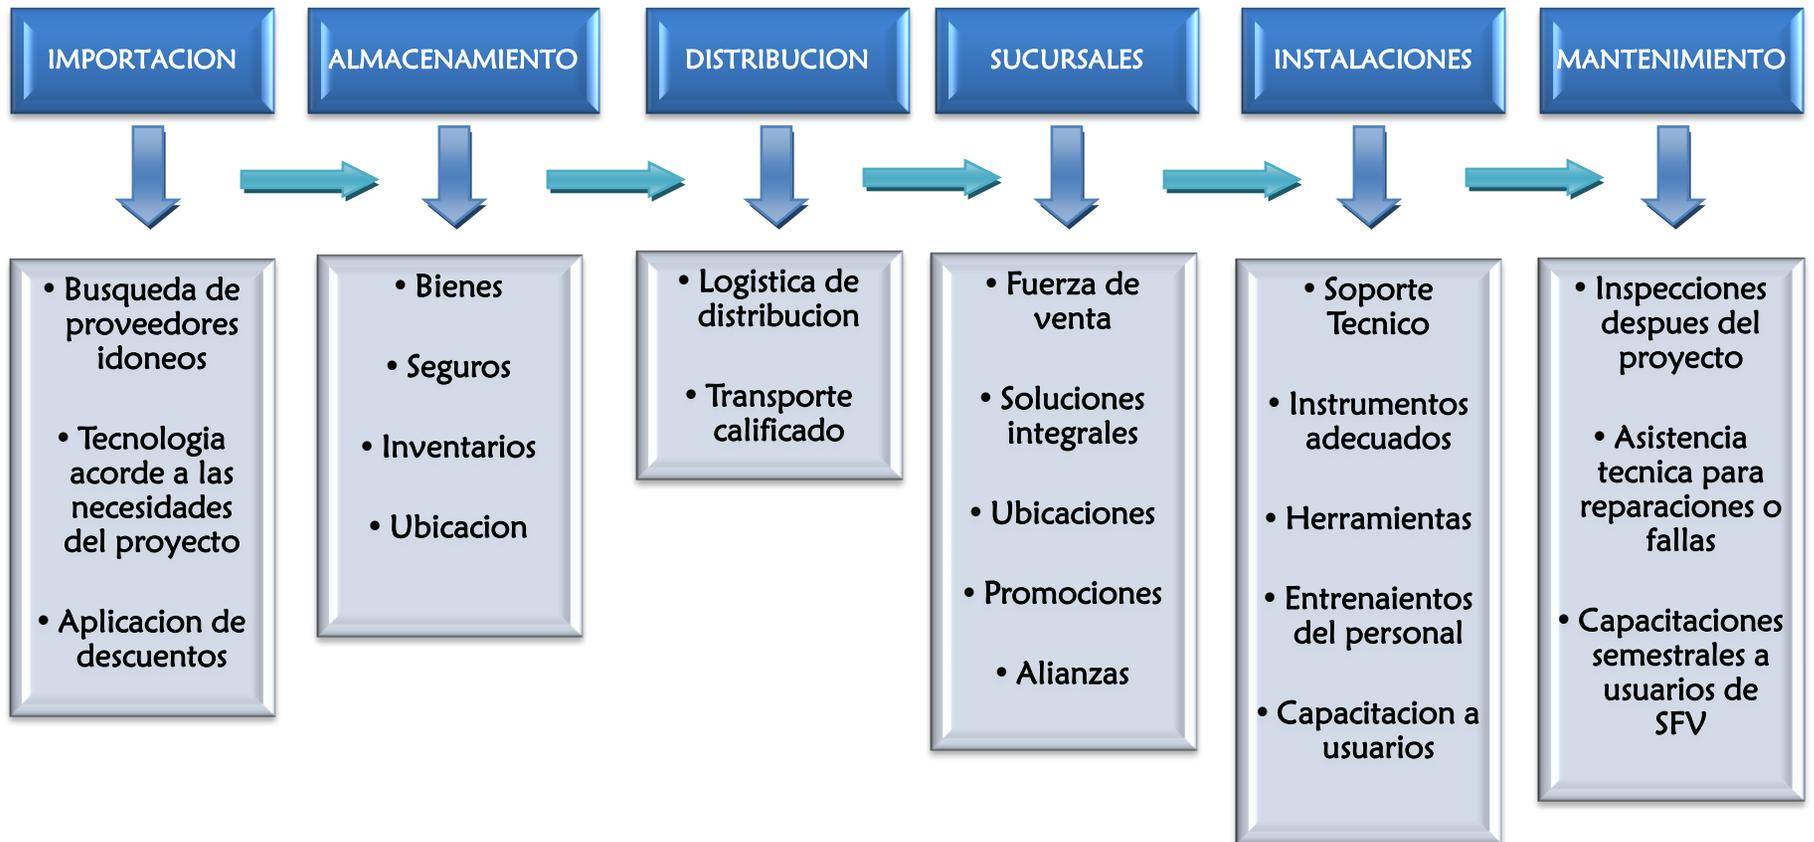 IMPORTACION
ALMACENAMIENTO
DISTRIBUCION
SUCURSALES
INSTALACIONES
MANTENIMIENTO
• Busqueda de
proveedores
idoneos
• Tecnologia
acorde a las
necesidades
del proyecto
• Aplicacion de
descuentos
• Bienes
• Seguros
• Inventarios
• Ubicacion
• Logistica de
distribucion
• Transporte
calificado
• Fuerza de
venta
• Soluciones
integrales
• Ubicaciones
• Promociones
• Alianzas
• Soporte
Tecnico
• Instrumentos
adecuados
• Herramientas
• Entrenaientos
del personal
• Capacitacion a
usuarios
• Inspecciones
despues del
proyecto
• Asistencia
tecnica para
reparaciones o
fallas
• Capacitaciones
semestrales a
usuarios de
SFV